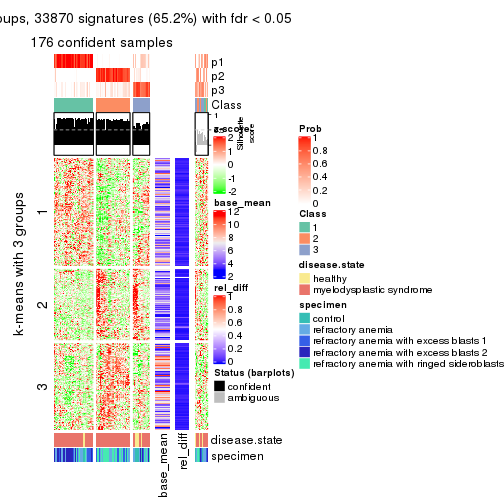 oups, 33870 signatures (65.2%) with fdr < 0.05
176 confident samples
p1
p2
p3
Class
1
Silhouette
score
z-score
2
1
0
-1
-2
base_mean
12
10
8
6
4
2
rel_diff
1
0.8
0.6
0.4
0.2
0
Status (barplots)
confident
ambiguous
Prob
1
0.8
0.6
0.4
0.2
0
Class
1
2
3
disease.state
healthy
myelodysplastic syndrome
specimen
control
refractory anemia
refractory anemia with excess blasts 1
refractory anemia with excess blasts 2
refractory anemia with ringed sideroblasts
k-means with 3 groups
1
2
3
disease.state
specimen
base_mean
rel_diff